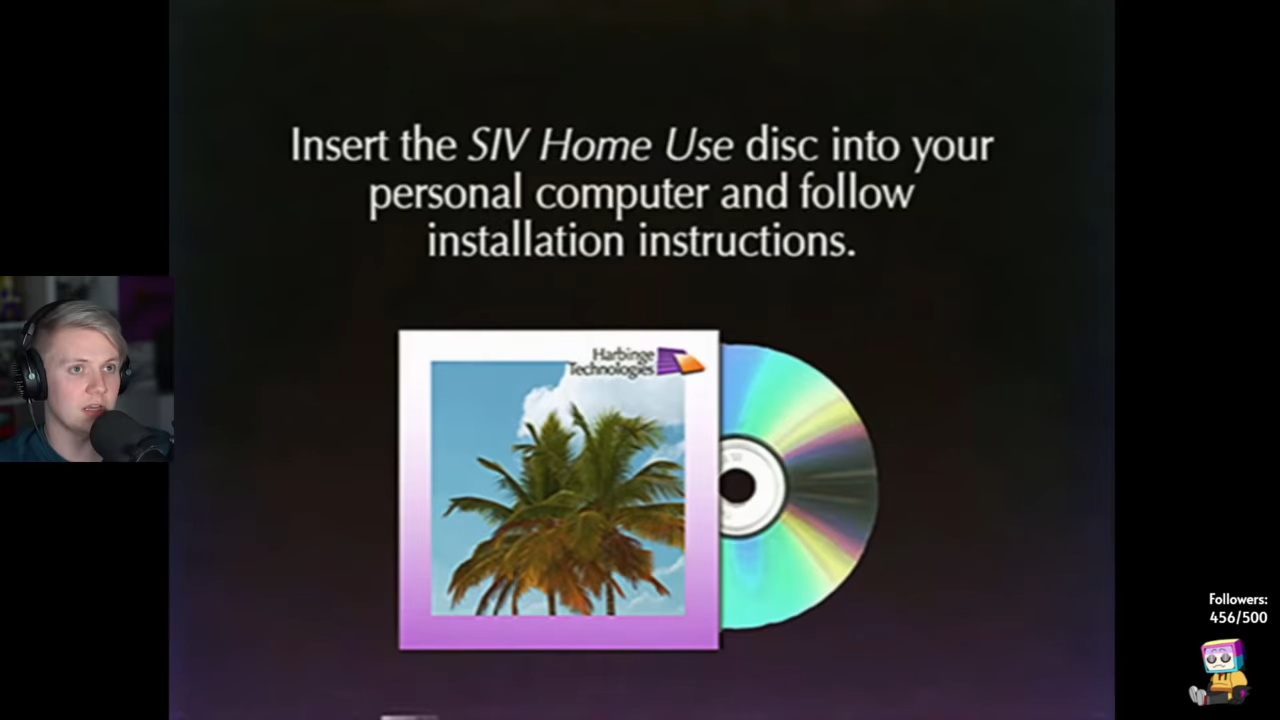 Insert the SIV Home Use disc into your
personal computer and follow
installation instructions.
Harbinge
Technologies
Followers:
456/500